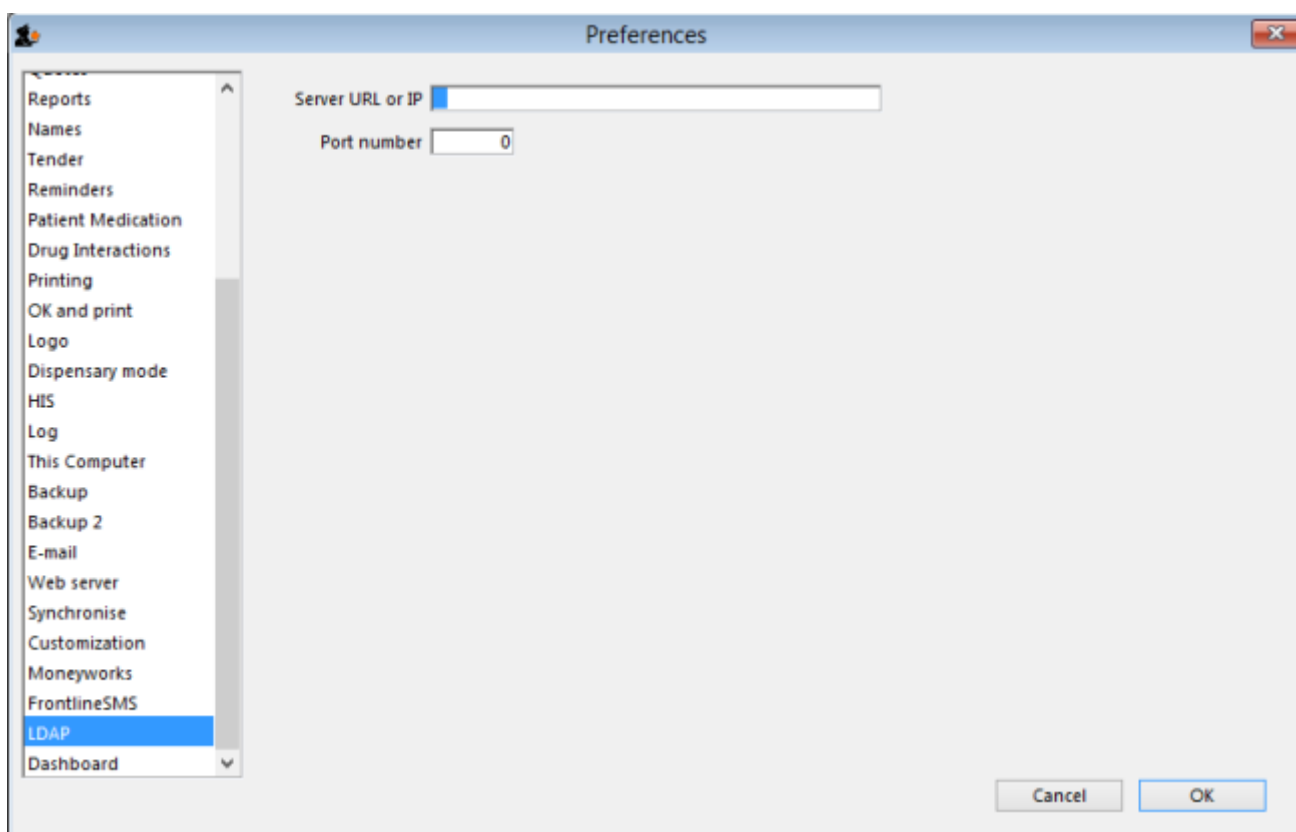 Preferences
Reports
Names
Tender
Reminders
Patient Medication
Drug Interactions
Printing
OK and print
Logo
Dispensary mode
HIS
Log
This Computer
Backup
Backup 2
E-mail
Web server
Synchronise
Customization
Moneyworks
FrontlineSMS
LDAP
Dashboard
Server URL or IP
Port number 0
Cancel OK